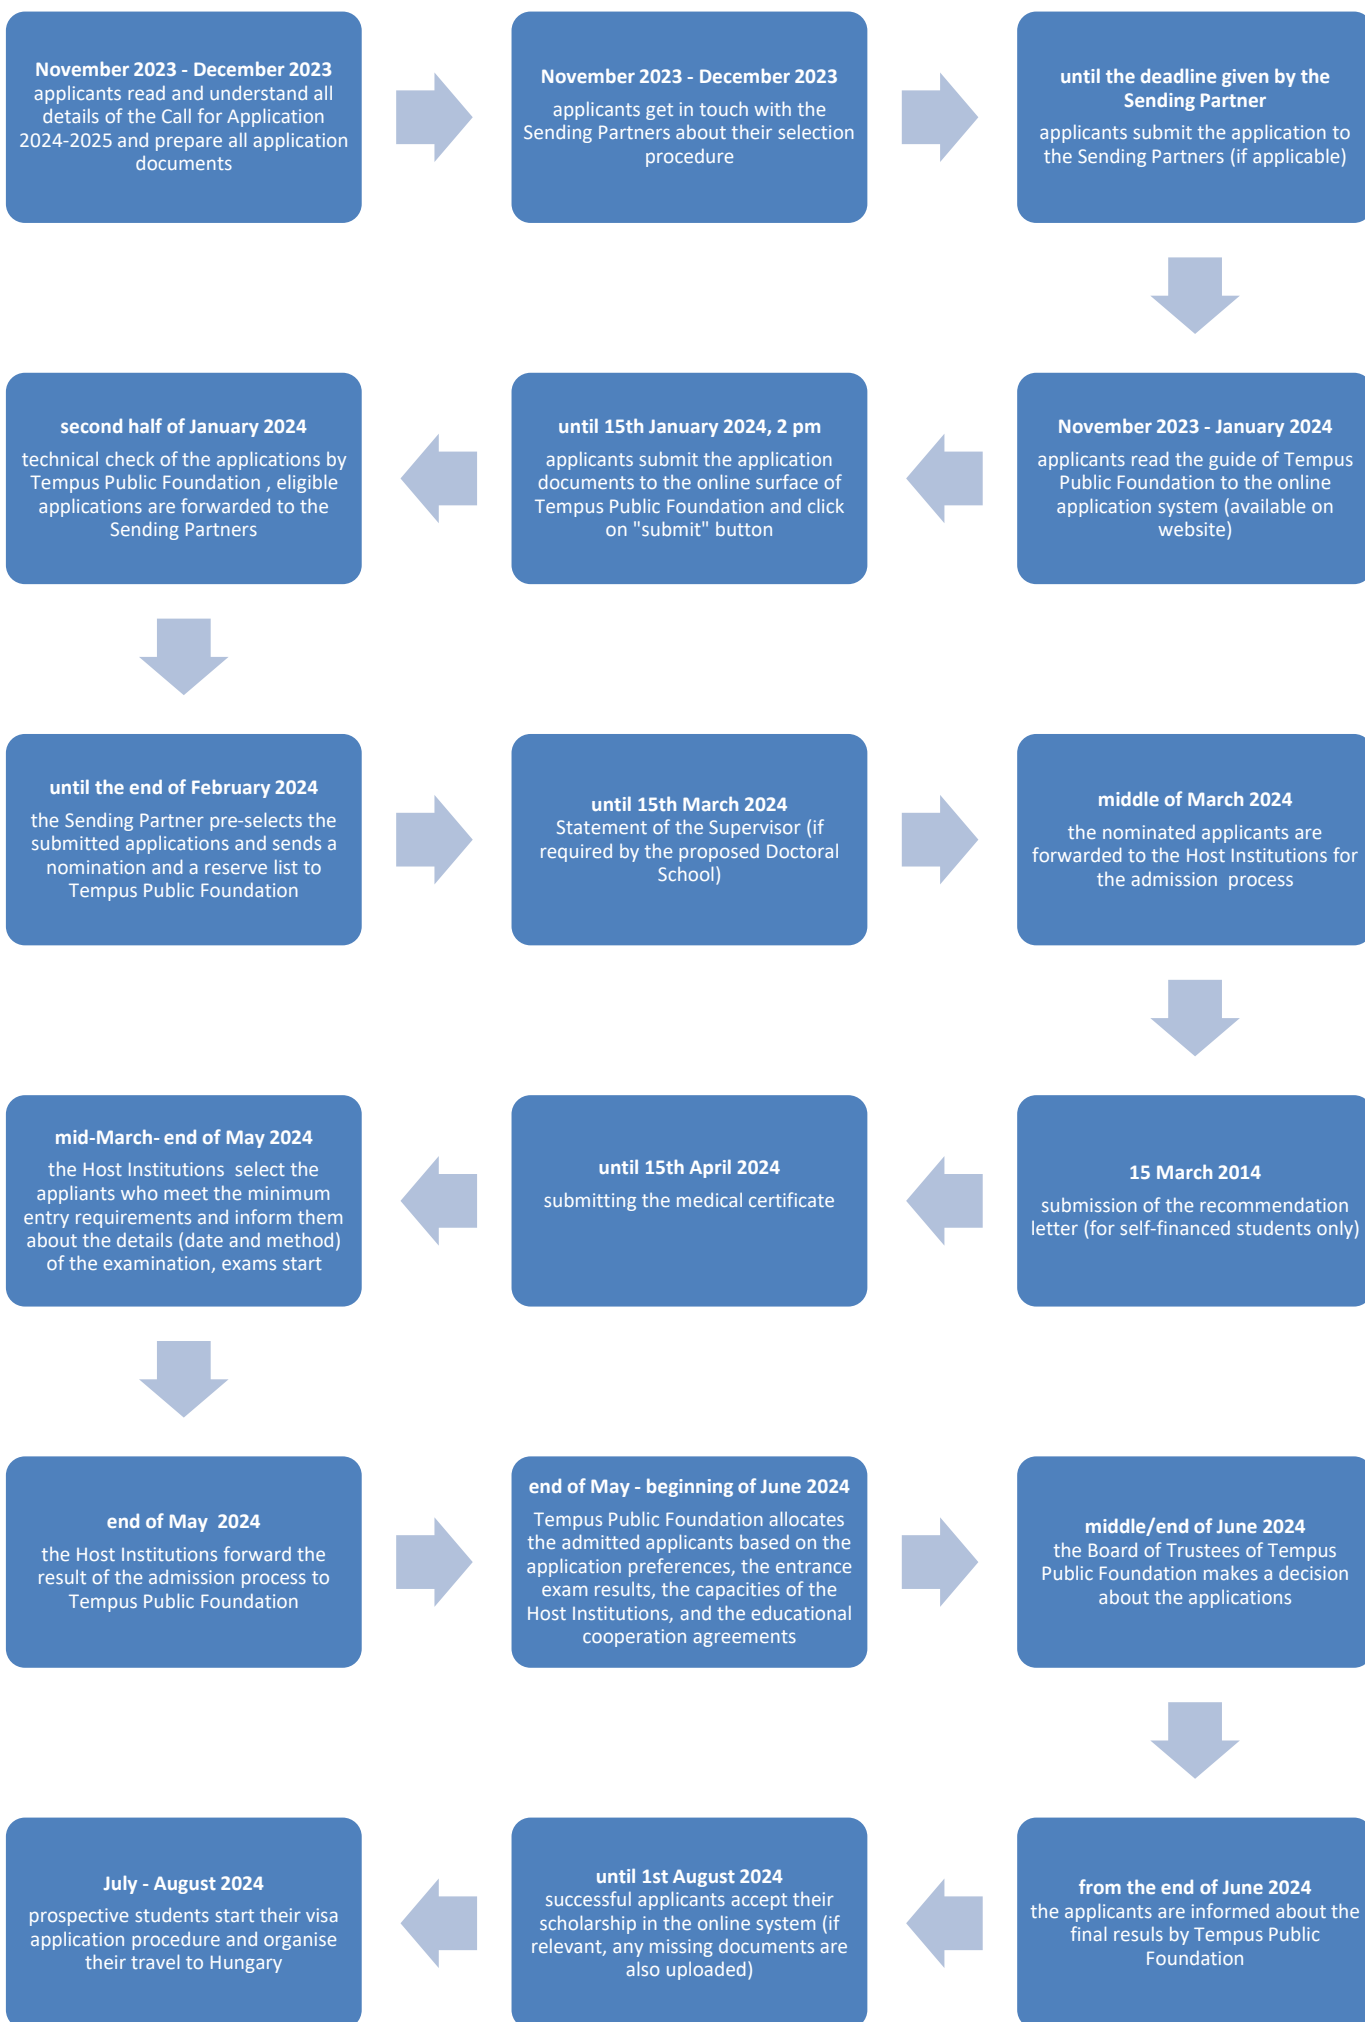 November 2023 - December 2023
applicants read and understand all
details of the Call for Application
2024-2025 and prepare all application
documents
November 2023 - December 2023
applicants get in touch with the
Sending Partners about their selection
procedure
until the deadline given by the
Sending Partner
applicants submit the application to
the Sending Partners (if applicable)
November 2023 - January 2024
applicants read the guide of Tempus
Public Foundation to the online
application system (available on
website)
until 15th January 2024, 2 pm
applicants submit the application
documents to the online surface of
Tempus Public Foundation and click
on "submit" button
second half of January 2024
technical check of the applications by
Tempus Public Foundation , eligible
applications are forwarded to the
Sending Partners
until the end of February 2024
the Sending Partner pre-selects the
submitted applications and sends a
nomination and a reserve list to
Tempus Public Foundation
until 15th March 2024
Statement of the Supervisor (if
required by the proposed Doctoral
School)
middle of March 2024
the nominated applicants are
forwarded to the Host Institutions for
the admission  process
15 March 2014
submission of the recommendation
letter (for self-financed students only)
until 15th April 2024
submitting the medical certificate
mid-March- end of May 2024
the Host Institutions  select the
appliants who meet the minimum
entry requirements and inform them
about the details (date and method)
of the examination, exams start
end of May  2024
the Host Institutions forward the
result of the admission process to
Tempus Public Foundation
end of May - beginning of June 2024
Tempus Public Foundation allocates
the admitted applicants based on the
application preferences, the entrance
exam results, the capacities of the
Host Institutions, and the educational
cooperation agreements
middle/end of June 2024
the Board of Trustees of Tempus
Public Foundation makes a decision
about the applications
from the end of June 2024
the applicants are informed about the
final resuls by Tempus Public
Foundation
until 1st August 2024
successful applicants accept their
scholarship in the online system (if
relevant, any missing documents are
also uploaded)
July - August 2024
prospective students start their visa
application procedure and organise
their travel to Hungary